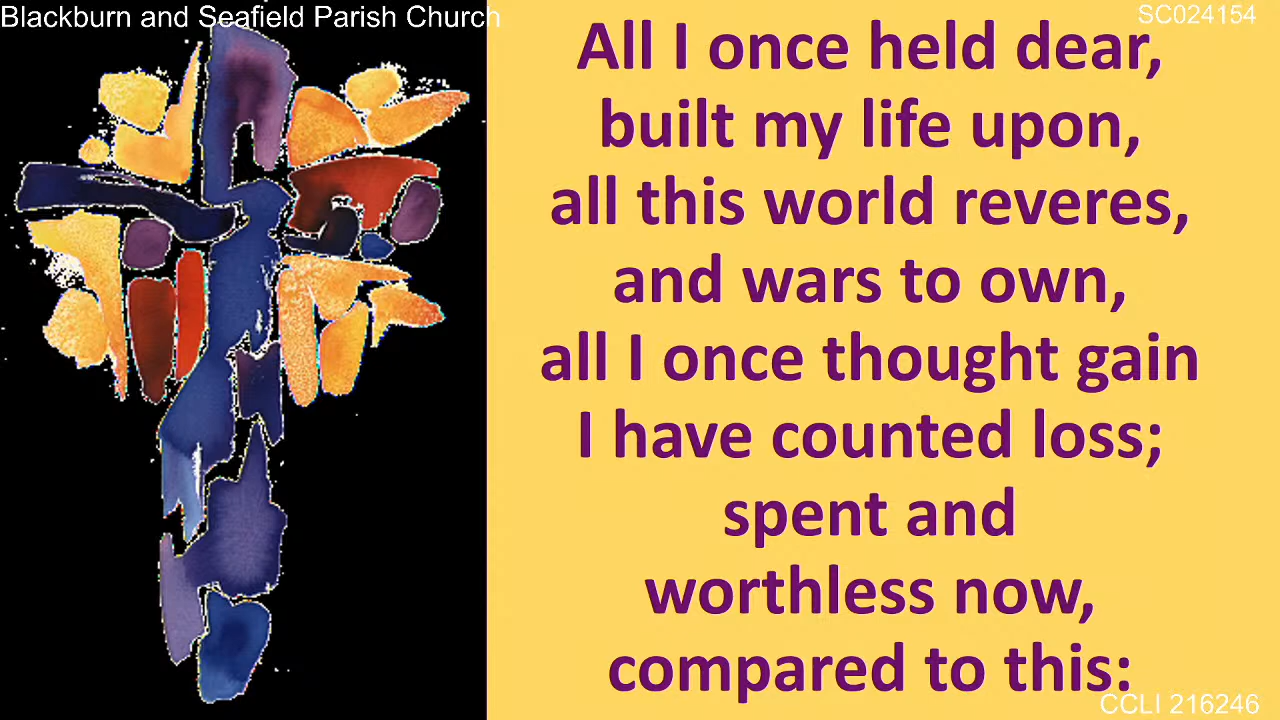 Blackburn and Seafield Parish Church
SC024154
All I once held dear,
built my life upon,
all this world reveres,
and wars to own,
all I once thought gain
I have counted loss;
spent and
worthless now,
compared to this:
CCLI 216246